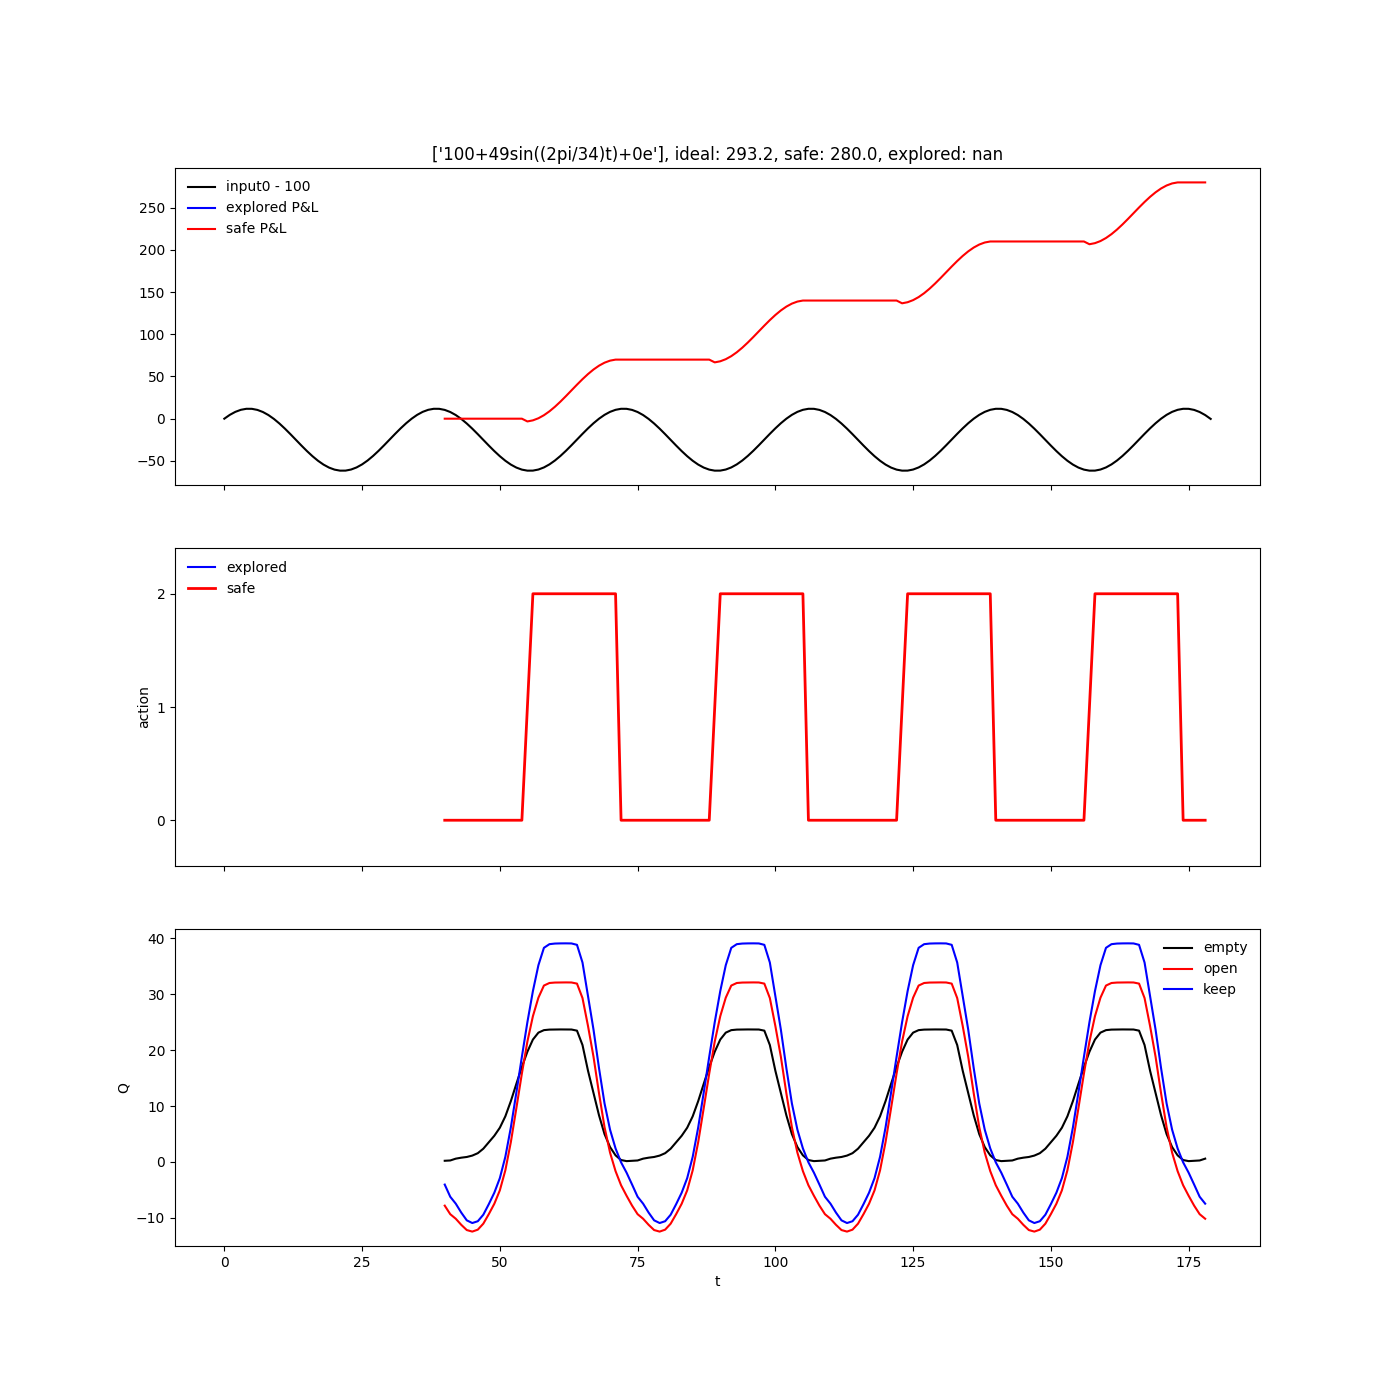 ['100+49sin((2pi/34)t)+0e'], ideal: 293.2, safe: 280.0, explored: nan
input0 - 100
explored P&L
safe P&L
250
200
150
100
50
0
−50
explored
safe
2
1
0
action
empty
open
keep
40
30
20
10
0
−10
Q
0 25 50 75 100 125 150 175
t